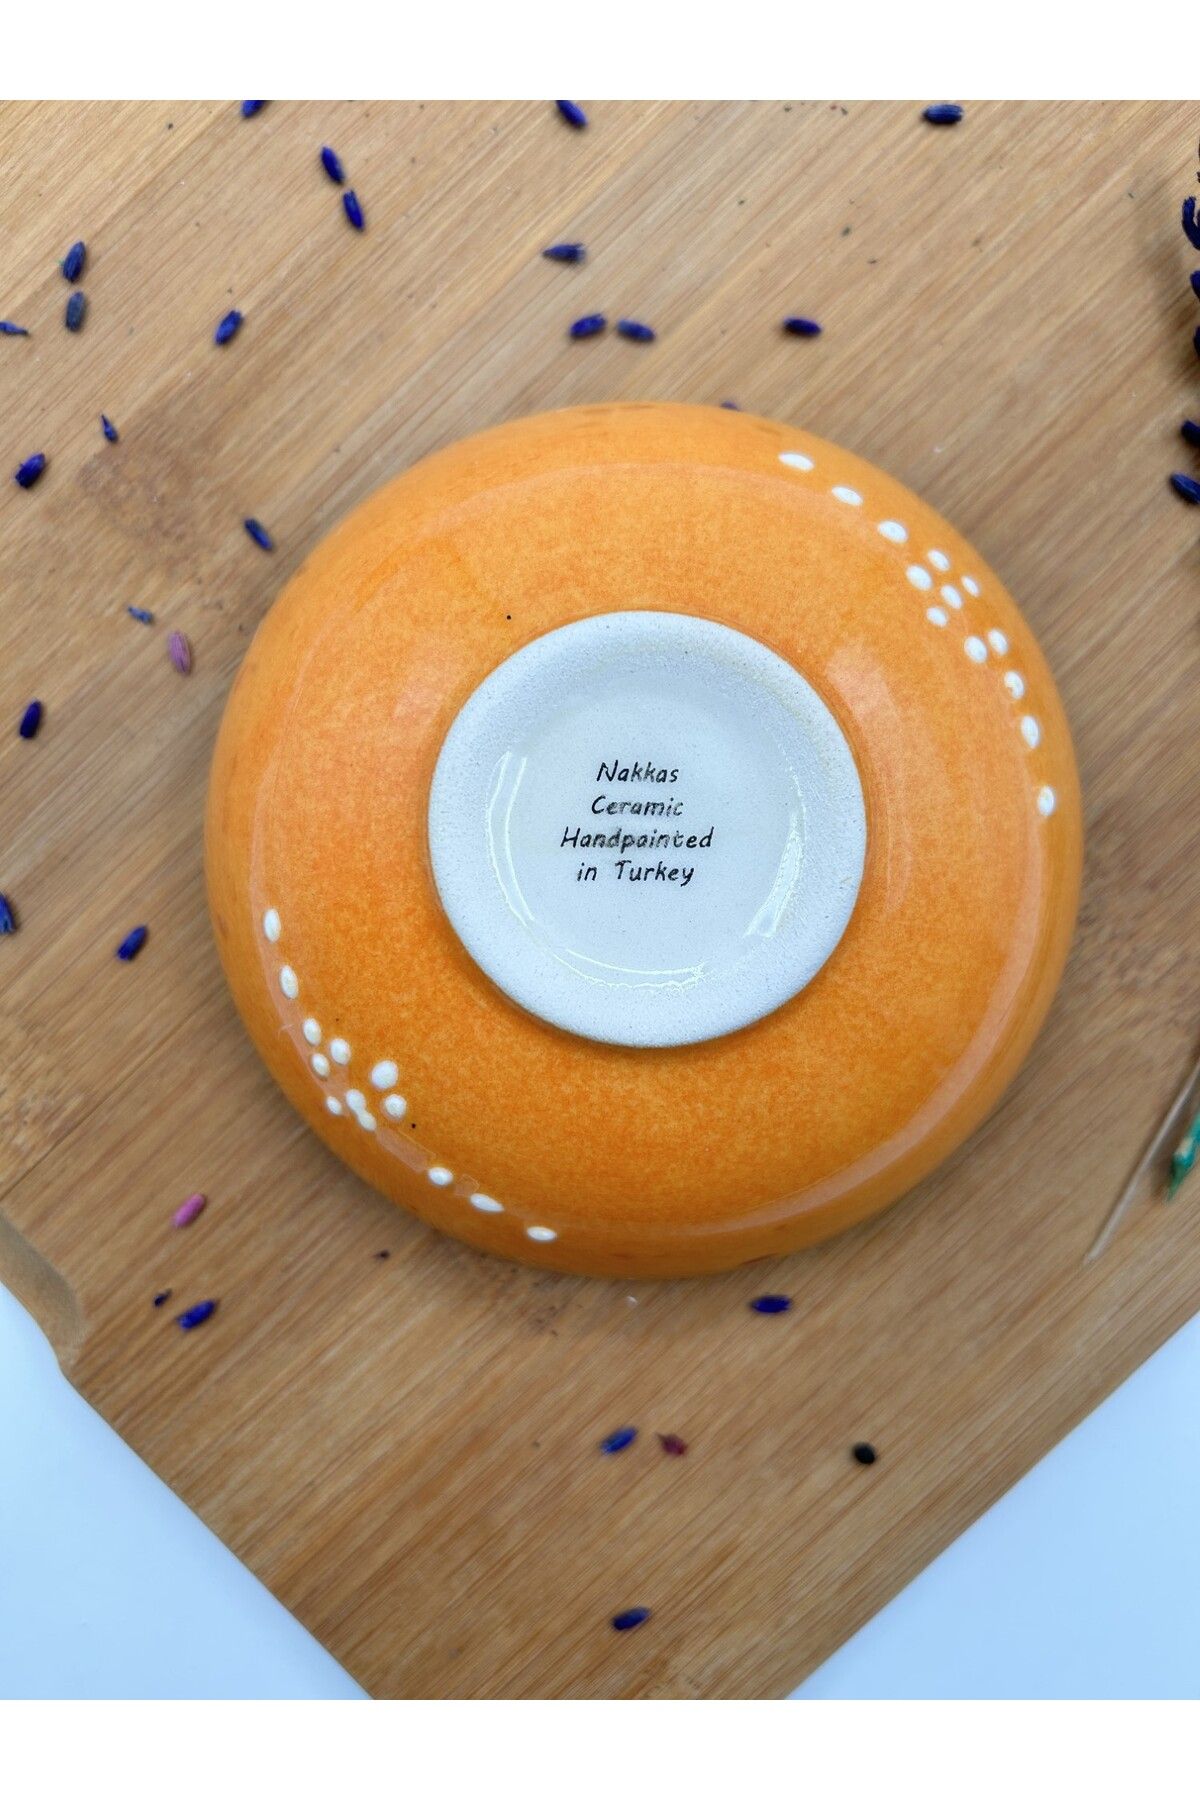 Nakkas
Ceramic
Handpainted
in Turkey